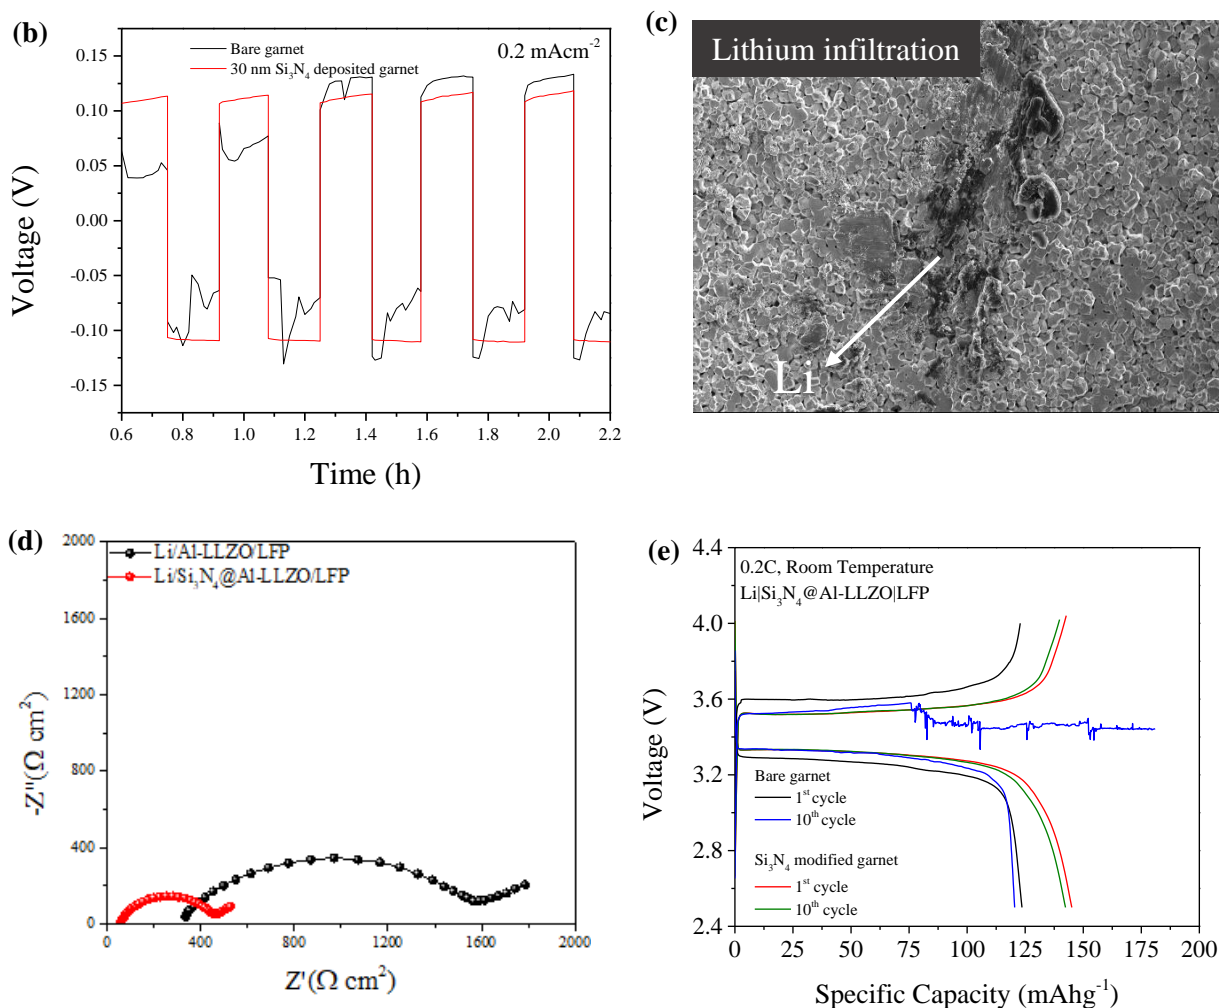 (b)
0.15
0.10
0.05
0.00
-0.05
-0.10
-0.15
Voltage (V)
Bare garnet
30 nm Si₃N₄ deposited garnet
0.2 mAcm⁻²
0.6 0.8 1.0 1.2 1.4 1.6 1.8 2.0 2.2
Time (h)
(c)
Lithium infiltration
Li
(d)
2000
1600
1200
800
400
0
-Z''(Ω cm²)
Li/Al-LLZO/LFP
Li/Si₃N₄@Al-LLZO/LFP
0 400 800 1200 1600 2000
Z'(Ω cm²)
(e)
4.4
4.0
3.6
3.2
2.8
2.4
Voltage (V)
0.2C, Room Temperature
Li|Si₃N₄@Al-LLZO|LFP
Bare garnet
1ˢᵗ cycle
10ᵗʰ cycle
Si₃N₄ modified garnet
1ˢᵗ cycle
10ᵗʰ cycle
0 25 50 75 100 125 150 175 200
Specific Capacity (mAhg⁻¹)